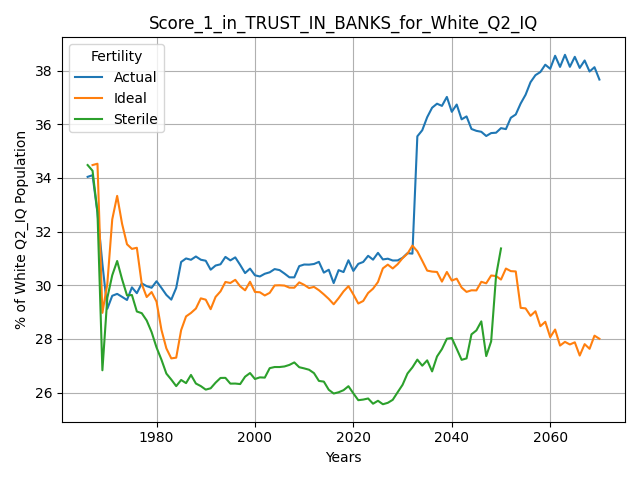 Score_1_in_TRUST_IN_BANKS_for_White_Q2_IQ
Fertility
Actual
Ideal
Sterile
% of White Q2_IQ Population
38
36
34
32
30
28
26
1980
2000
2020
2040
2060
Years